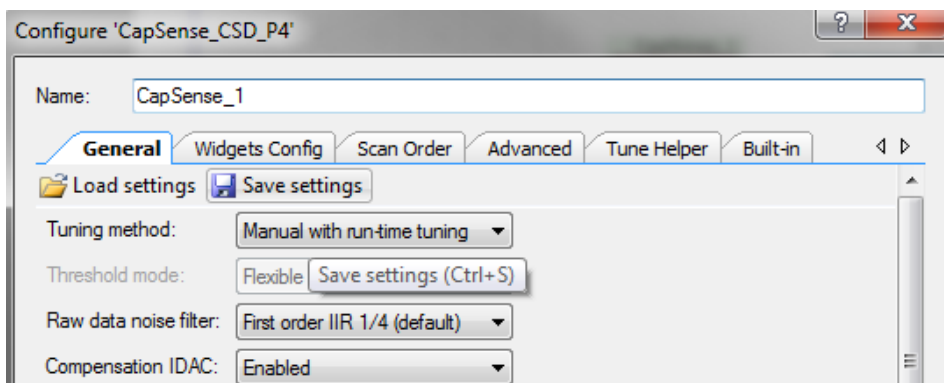 Configure 'CapSense_CSD_P4'
Name: CapSense_1
General Widgets Config Scan Order Advanced Tune Helper Built-in
Load settings Save settings
Tuning method: Manual with run-time tuning
Threshold mode: Flexible Save settings (Ctrl+S)
Raw data noise filter: First order IIR 1/4 (default)
Compensation IDAC: Enabled